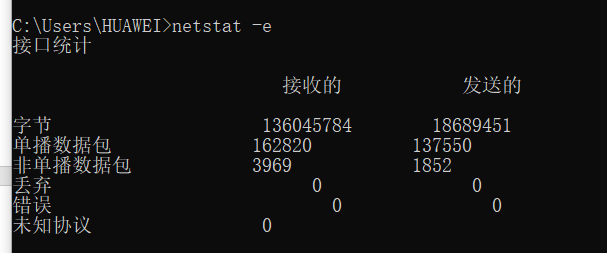 C:\Users\HUAWEI>netstat -e
接口统计
接收的 发送的
字节 136045784 18689451
单播数据包 162820 137550
非单播数据包 3969 1852
丢弃 0 0
错误 0 0
未知协议 0